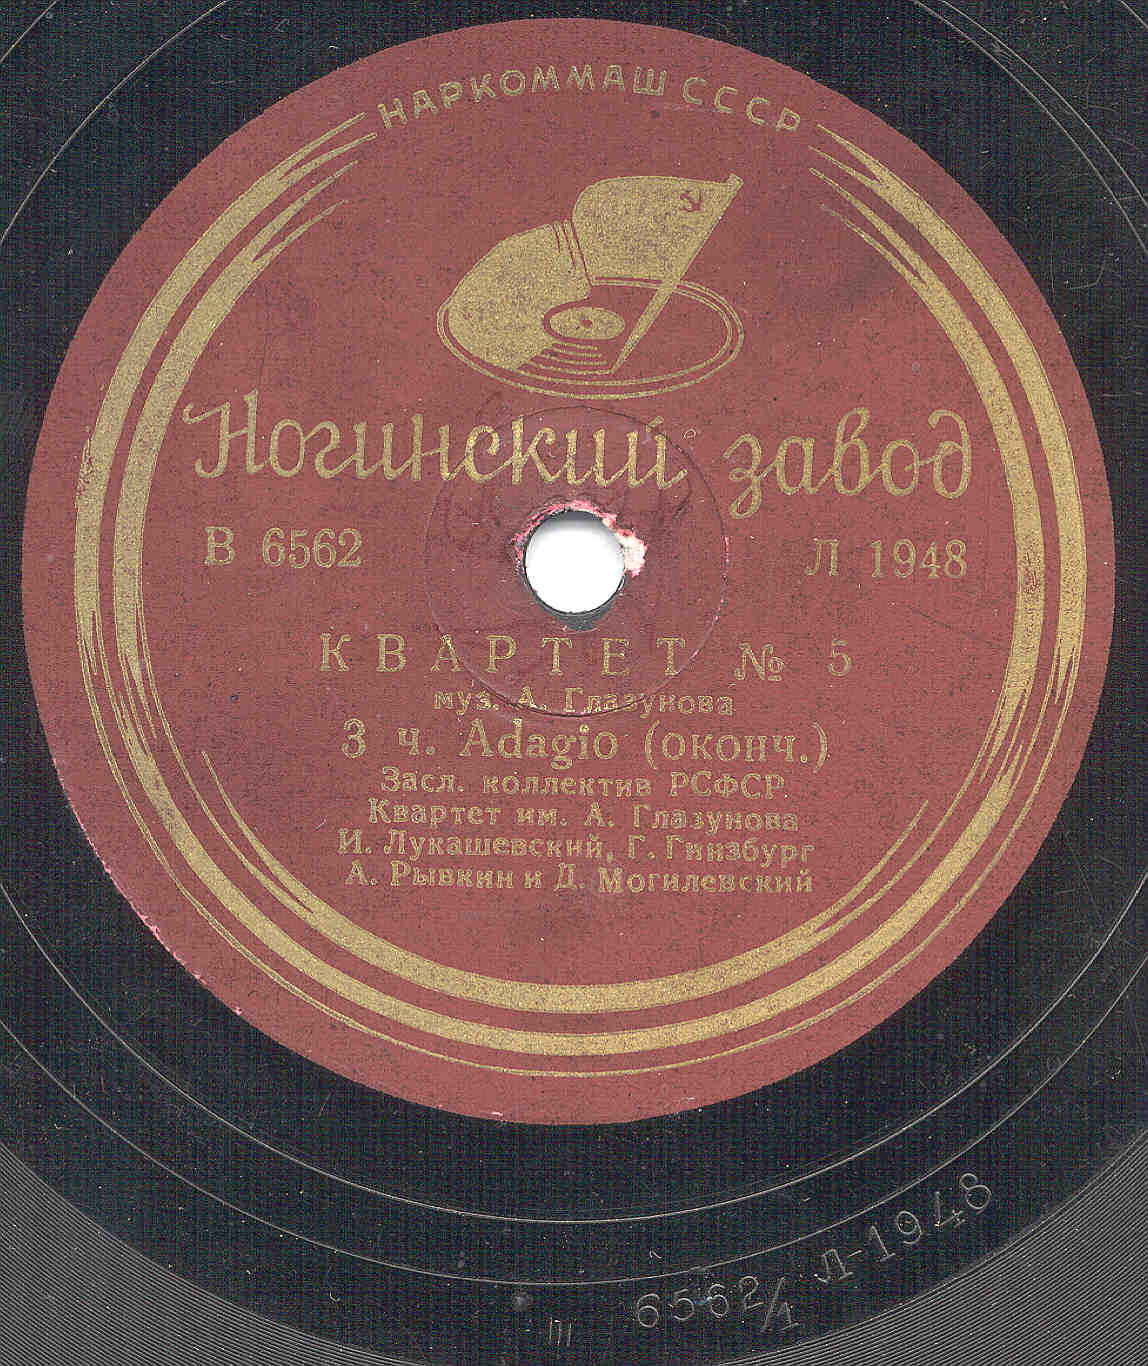 НАРКОММАШ СССР
Ногинский завод
В 6562 Л 1948
КВАРТЕТ № 5
муз. А. Глазунова
3 ч. Adagio (оконч.)
Засл. коллектив РСФСР
Квартет им. А. Глазунова
И. Лукашевский, Г. Гинзбург
А. Рывкин и Д. Могилевский
6562/1 Л-1948
III